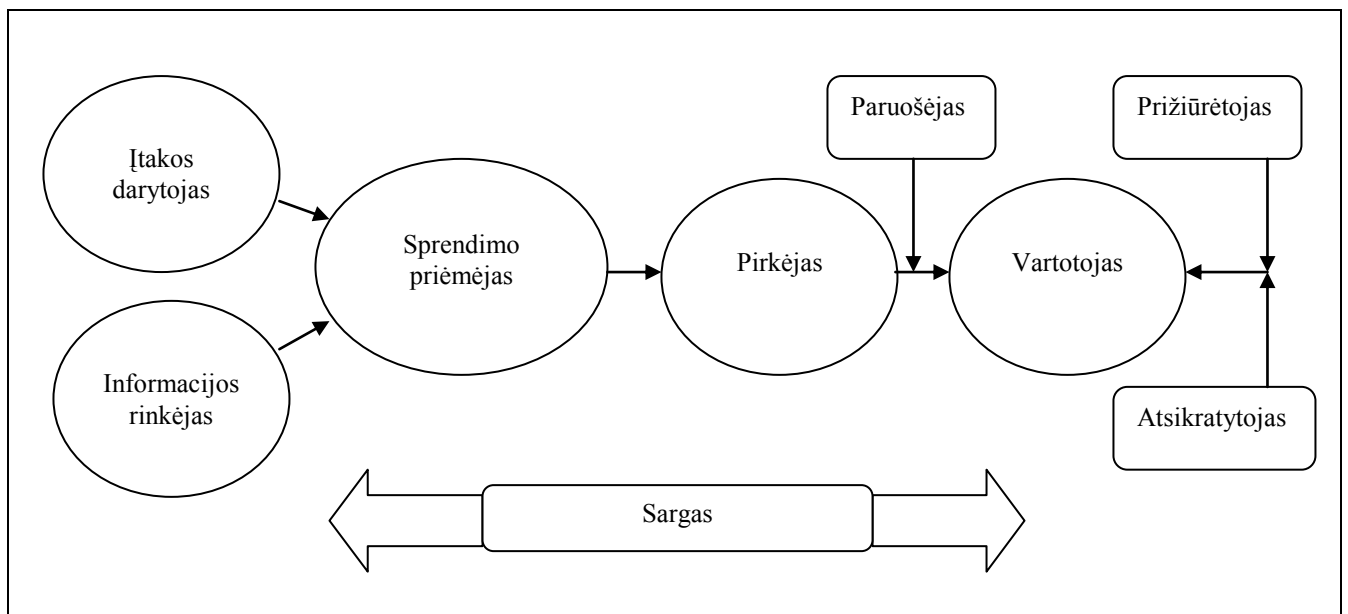 Įtakos
darytojas
Informacijos
rinkėjas
Sprendimo
priėmėjas
Pirkėjas
Paruošėjas
Vartotojas
Prižiūrėtojas
Atsikratytojas
Sargas